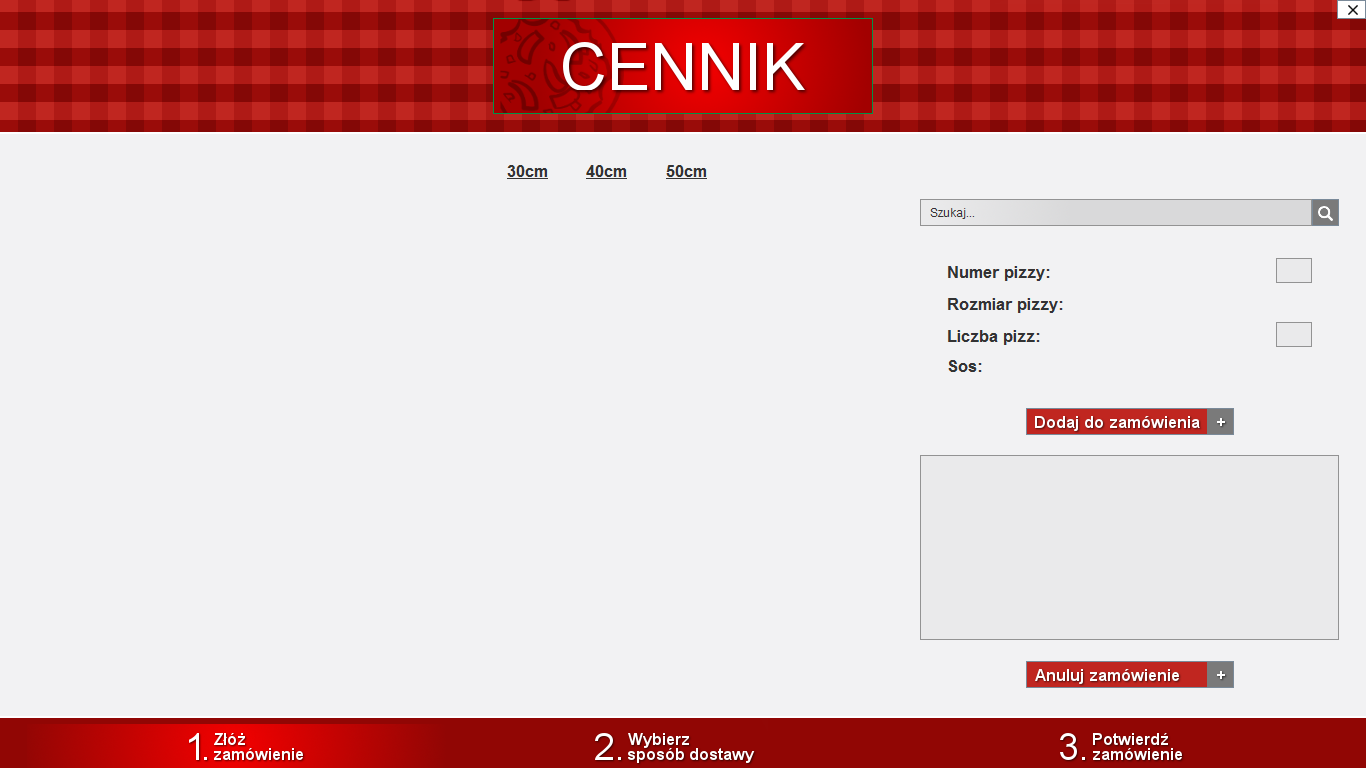 CENNIK
30cm 40cm 50cm
Szukaj...
Numer pizzy:
Rozmiar pizzy:
Liczba pizz:
Sos:
Dodaj do zamówienia +
Anuluj zamówienie +
1. Złóż
zamówienie
2. Wybierz
sposób dostawy
3. Potwierdź
zamówienie